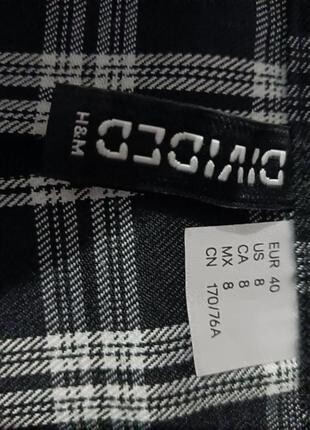 DIVIDED
H&M
EUR 40
US 8
CA 8
MX 8
CN 170/76A